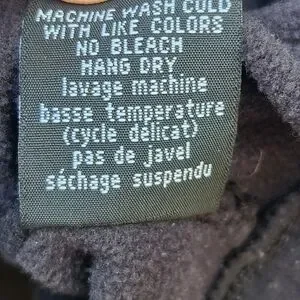 MACHINE WASH COLD
WITH LIKE COLORS
NO BLEACH
HANG DRY
lavage machine
basse temperature
(cycle délicat)
pas de javel
séchage suspendu